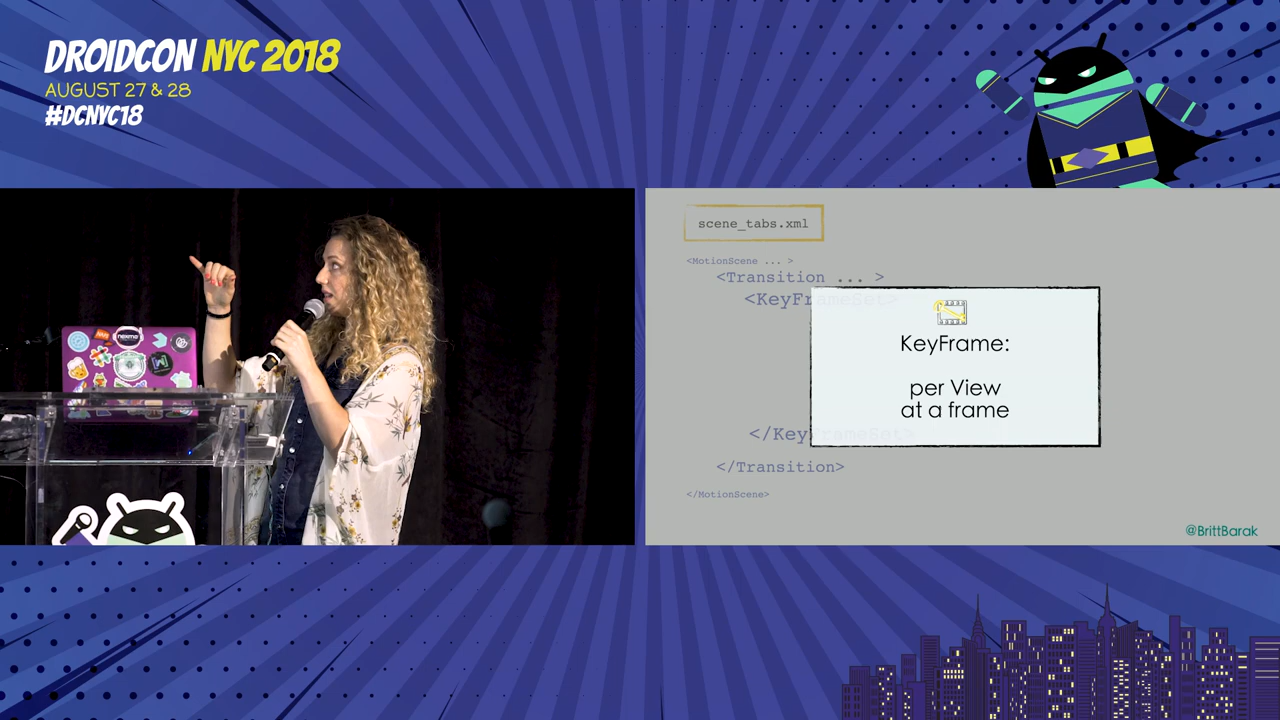 DROIDCON NYC 2018
AUGUST 27 & 28
#DCNYC18
nexmo
scene_tabs.xml
<MotionScene ... >
<Transition ... >
<KeyFrameSet>
KeyFrame:
per View
at a frame
</KeyFrameSet>
</Transition>
</MotionScene>
@BrittBarak